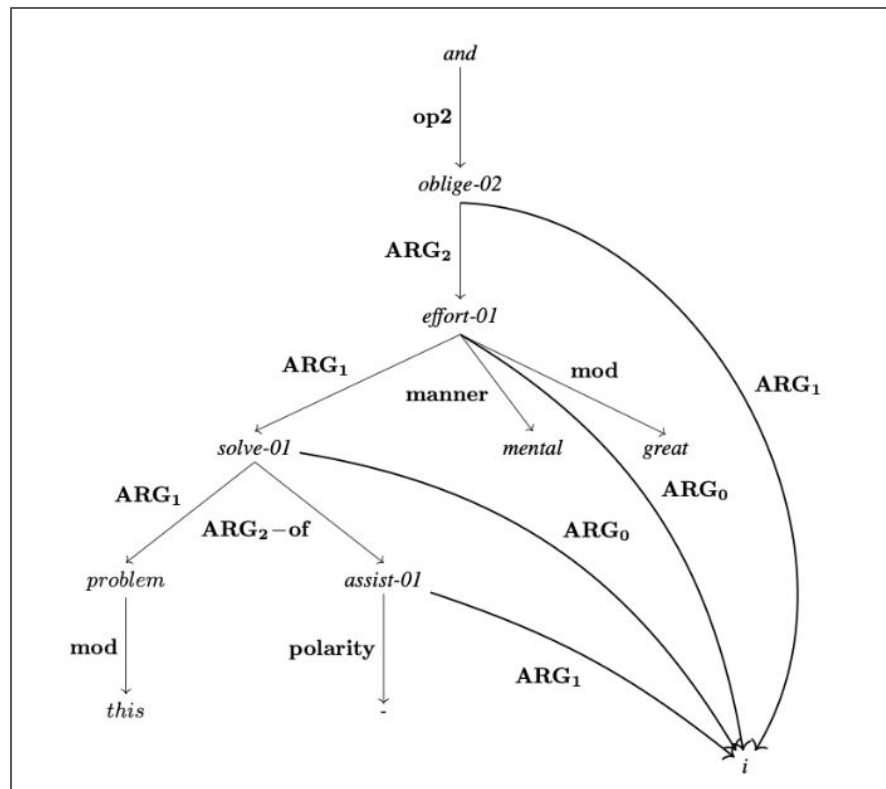 and
op2
oblige-02
ARG2
effort-01
ARG1
manner
mod
ARG1
solve-01
mental
great
ARG1
ARG2-of
ARG0
ARG0
problem
assist-01
mod
polarity
ARG1
this
-
i